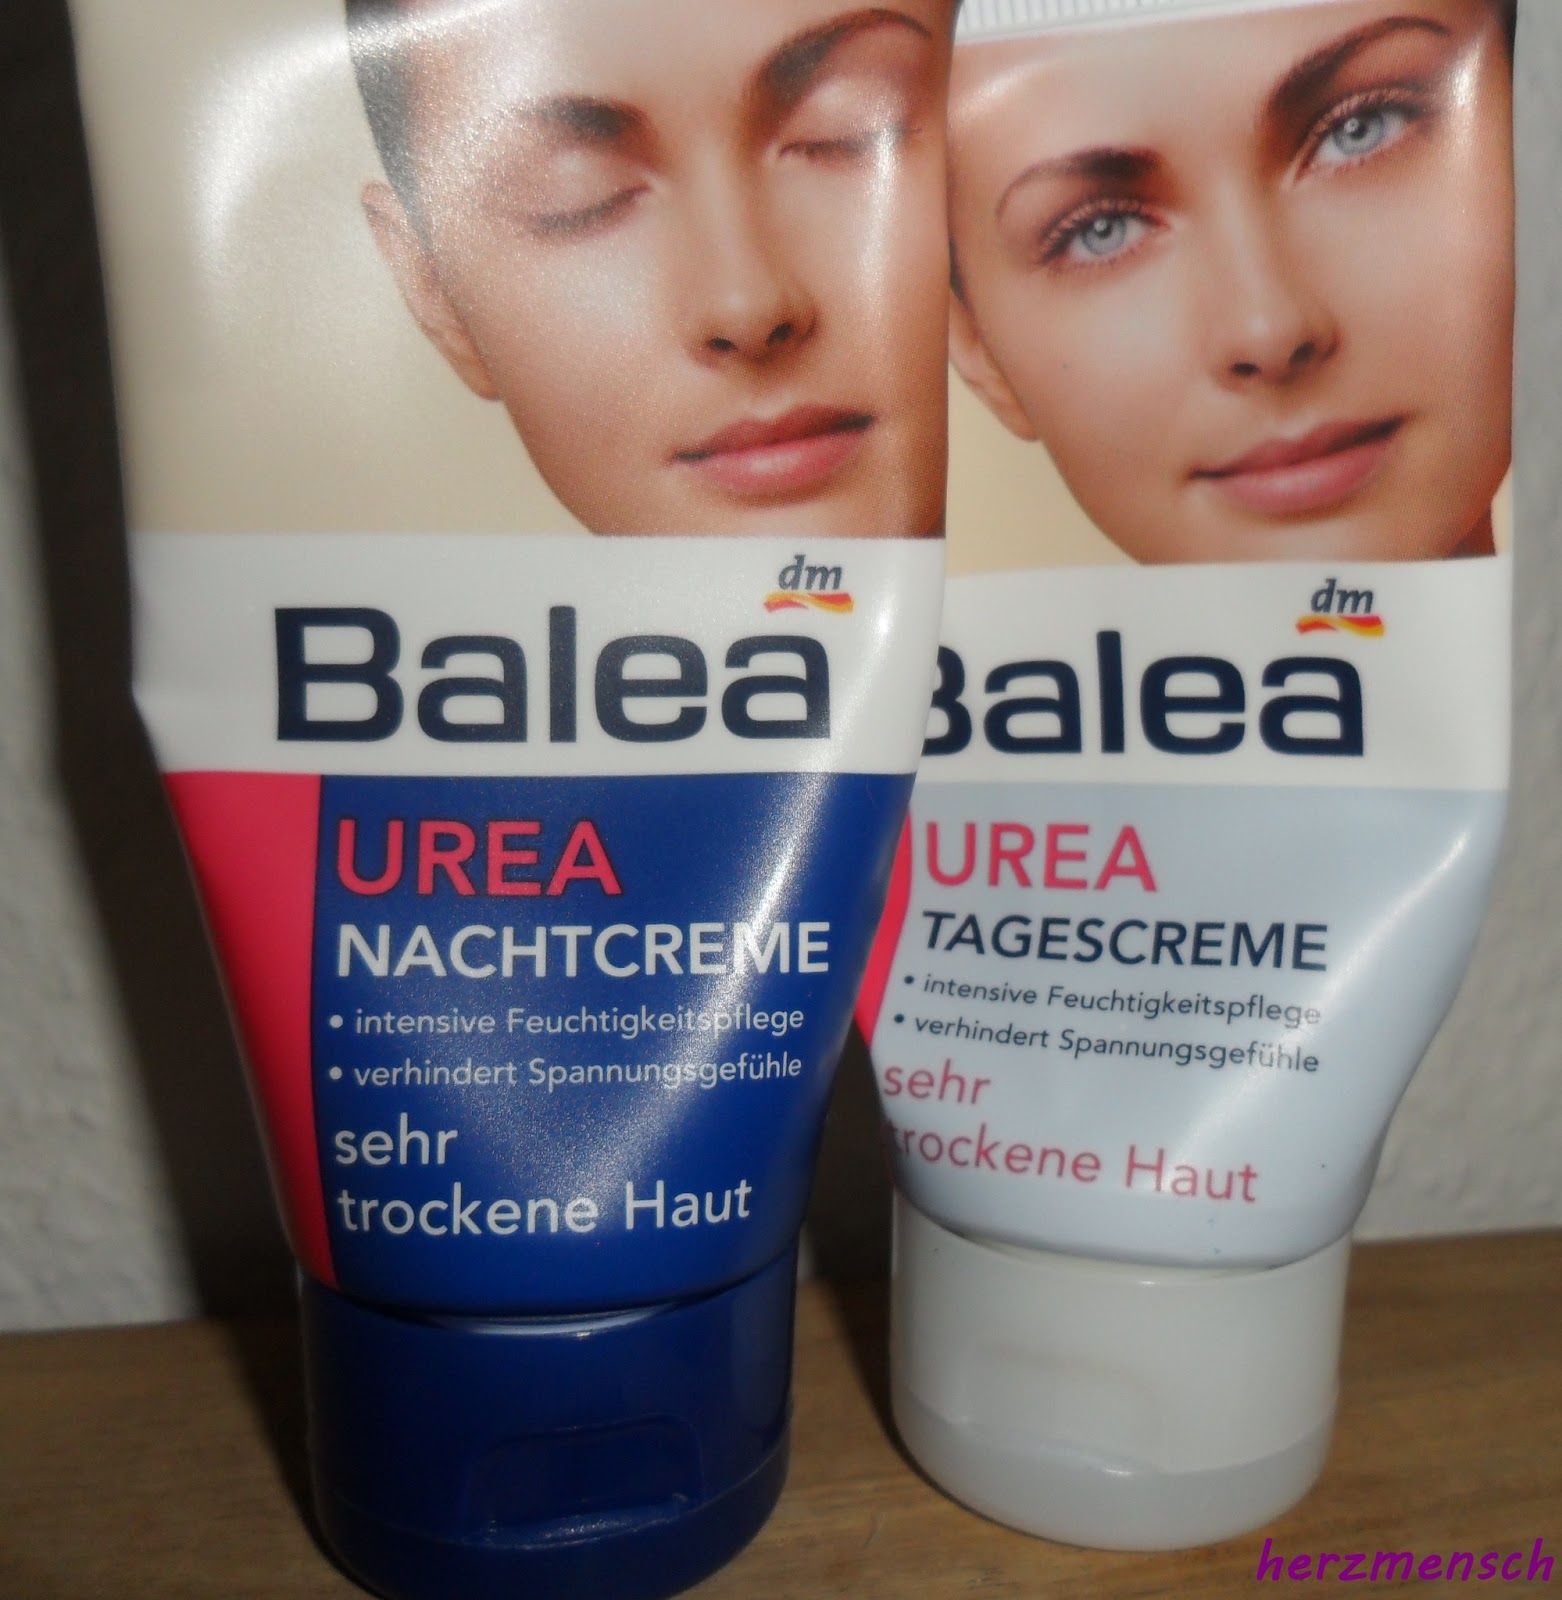 dm
Balea
UREA
NACHTCREME
• intensive Feuchtigkeitspflege
• verhindert Spannungsgefühle
sehr
trockene Haut
dm
Balea
UREA
TAGESCREME
• intensive Feuchtigkeitspflege
• verhindert Spannungsgefühle
sehr
trockene Haut
herzmensch